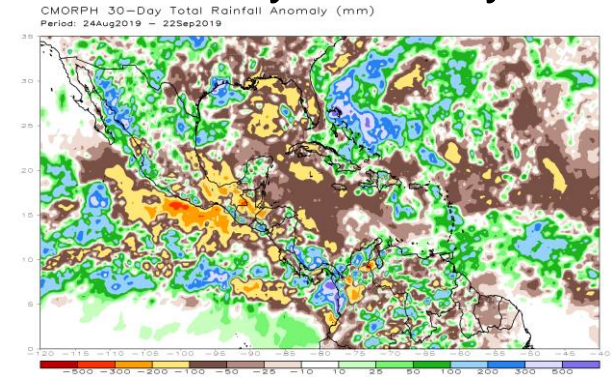 CMORPH 30-Day Total Rainfall Anomaly (mm)
Period: 24Aug2019 – 22Sep2019
35
30
25
20
15
10
5
0
-120 -115 -110 -105 -100 -95 -90 -85 -80 -75 -70 -65 -60 -55 -50 -45 -40
-500 -300 -200 -100 -50 -25 -10 10 25 50 100 200 300 500